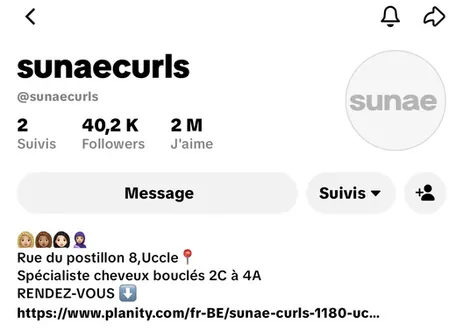 sunaecurls
@sunaecurls
2 40,2 K 2 M
Suivis Followers J'aime
sunae
Message Suivis
Rue du postillon 8,Uccle📍
Spécialiste cheveux bouclés 2C à 4A
RENDEZ-VOUS ⬇️
https://www.planity.com/fr-BE/sunae-curls-1180-uc...